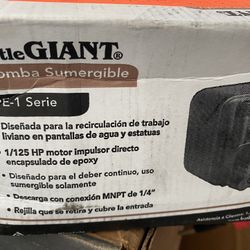 ttleGIANT®
omba Sumergible
PE-1 Serie
Diseñada para la recirculación de trabajo
liviano en pantallas de agua y estatuas
• 1/125 HP motor impulsor directo
encapsulado de epoxy
• Diseñado para el deber continuo, uso
sumergible solamente
• Descarga con conexión MNPT de 1/4"
• Rejilla que se retire y cubre la entrada